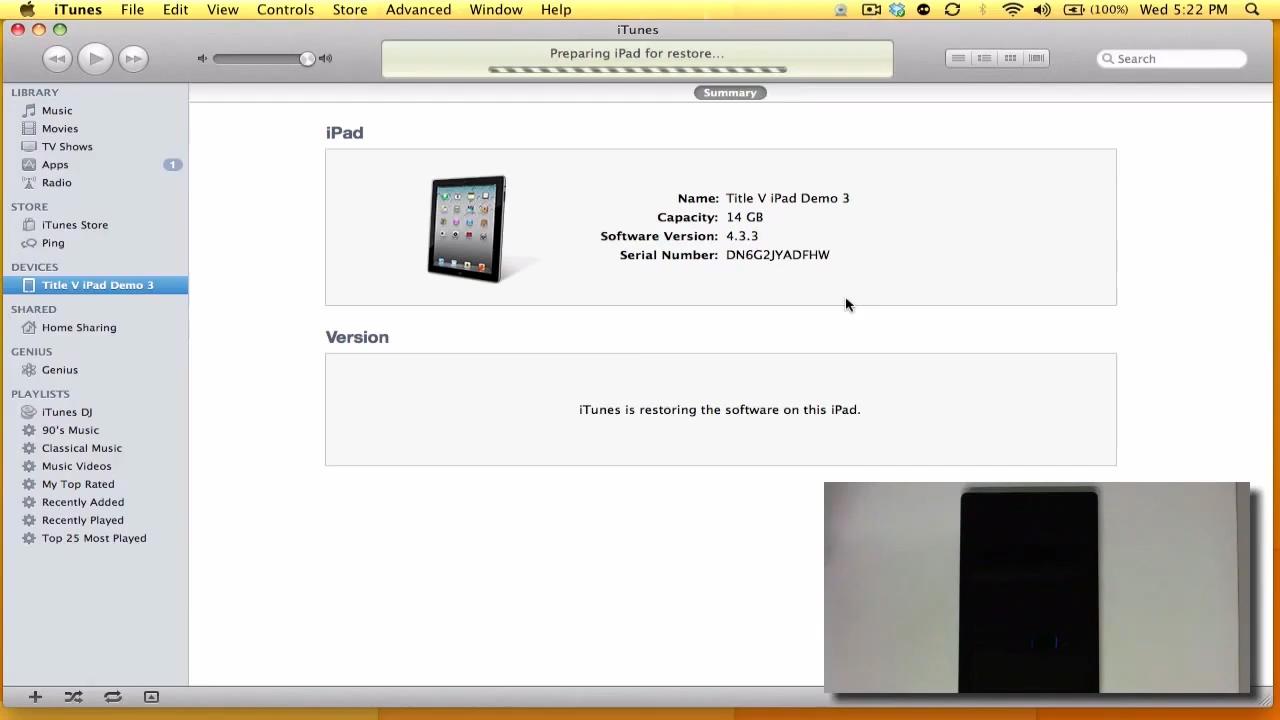 iTunes File Edit View Controls Store Advanced Window Help (100%) Wed 5:22 PM
iTunes
Preparing iPad for restore...
Search
Summary
LIBRARY
Music
Movies
TV Shows
Apps 1
Radio
STORE
iTunes Store
Ping
DEVICES
Title V iPad Demo 3
SHARED
Home Sharing
GENIUS
Genius
PLAYLISTS
iTunes DJ
90's Music
Classical Music
Music Videos
My Top Rated
Recently Added
Recently Played
Top 25 Most Played
iPad
Name: Title V iPad Demo 3
Capacity: 14 GB
Software Version: 4.3.3
Serial Number: DN6G2JYADFHW
Version
iTunes is restoring the software on this iPad.